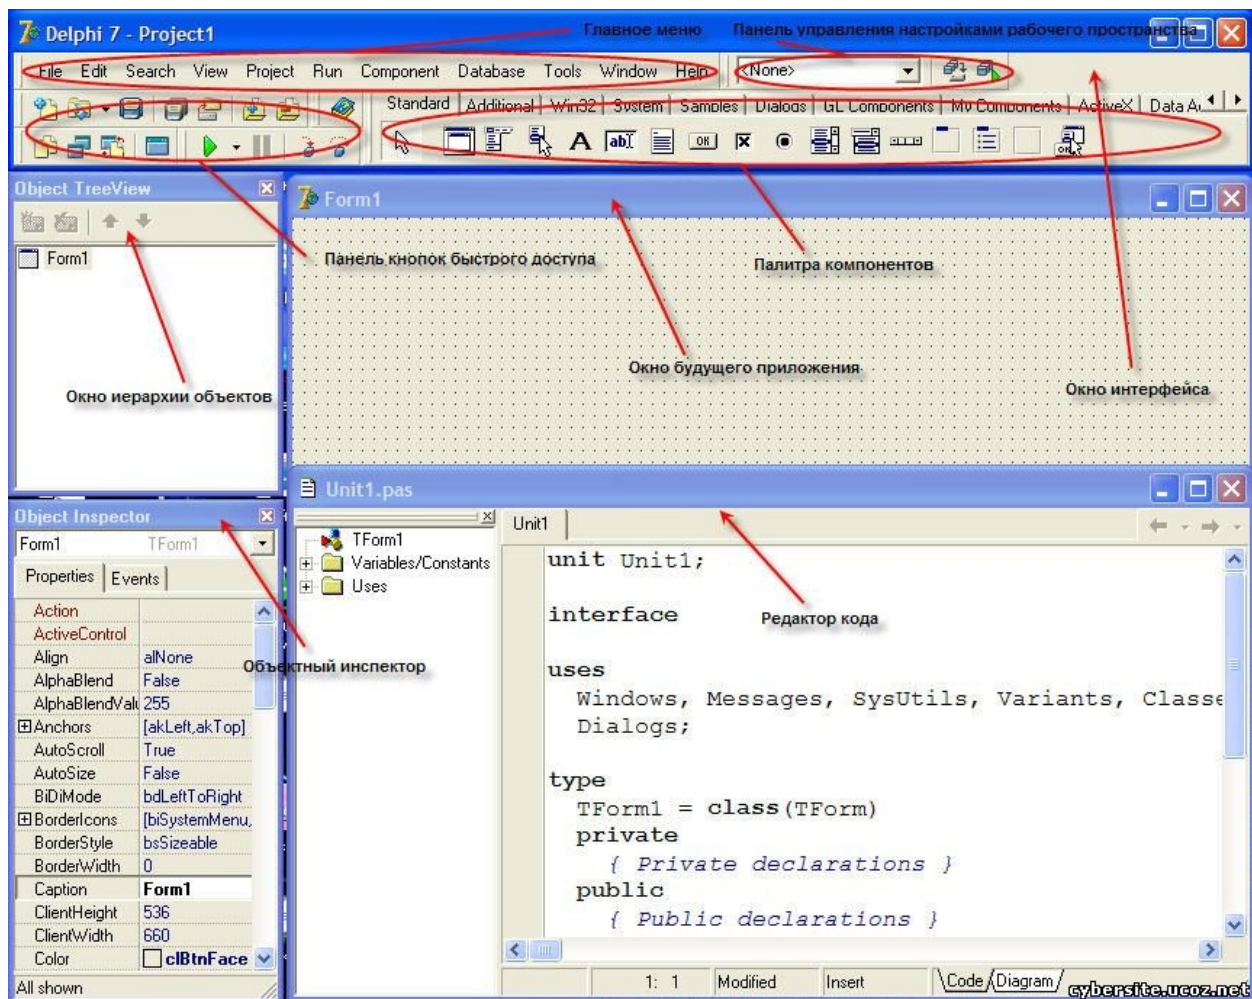 Delphi 7 - Project1
Главное меню
Панель управления настройками рабочего пространства
File Edit Search View Project Run Component Database Tools Window Help
<None>
Standard Additional Win32 System Samples Dialogs GL Components My Components ActiveX Data Ac
A
ab
OK
OK
Object TreeView
Form1
Окно иерархии объектов
Form1
Панель кнопок быстрого доступа
Палитра компонентов
Окно будущего приложения
Окно интерфейса
Object Inspector
Form1 TForm1
Properties Events
Action
ActiveControl
Align alNone
AlphaBlend False
AlphaBlendValu 255
Anchors [akLeft,akTop]
AutoScroll True
AutoSize False
BiDiMode bdLeftToRight
BorderIcons [biSystemMenu,
BorderStyle bsSizeable
BorderWidth 0
Caption Form1
ClientHeight 536
ClientWidth 660
Color clBtnFace
All shown
Объектный инспектор
Unit1.pas
TForm1
Variables/Constants
Uses
Unit1
unit Unit1;
interface
Редактор кода
uses
Windows, Messages, SysUtils, Variants, Classe
Dialogs;
type
TForm1 = class(TForm)
private
{ Private declarations }
public
{ Public declarations }
1: 1 Modified Insert Code Diagram
cybersite.ucoz.net